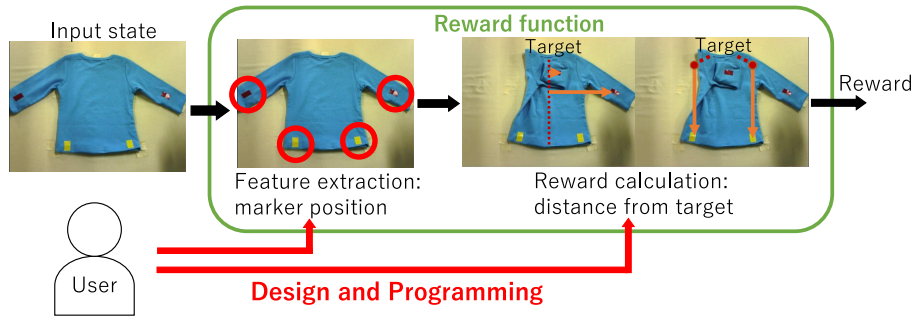 Reward function
Input state
Target
Target
Reward
Feature extraction:
marker position
Reward calculation:
distance from target
User
Design and Programming